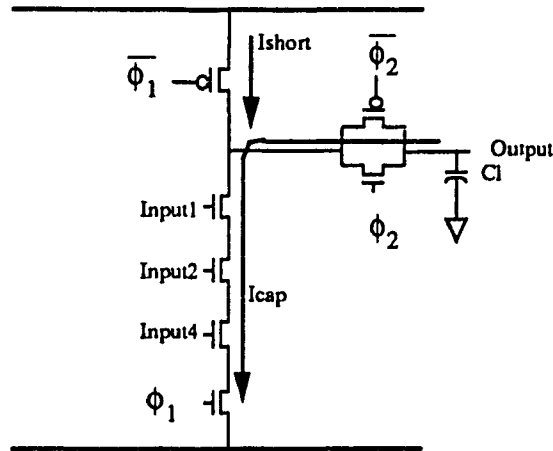 Ishort
ϕ̅₁
ϕ̅₂
Output
Cl
Input1
ϕ₂
Input2
Icap
Input4
ϕ₁